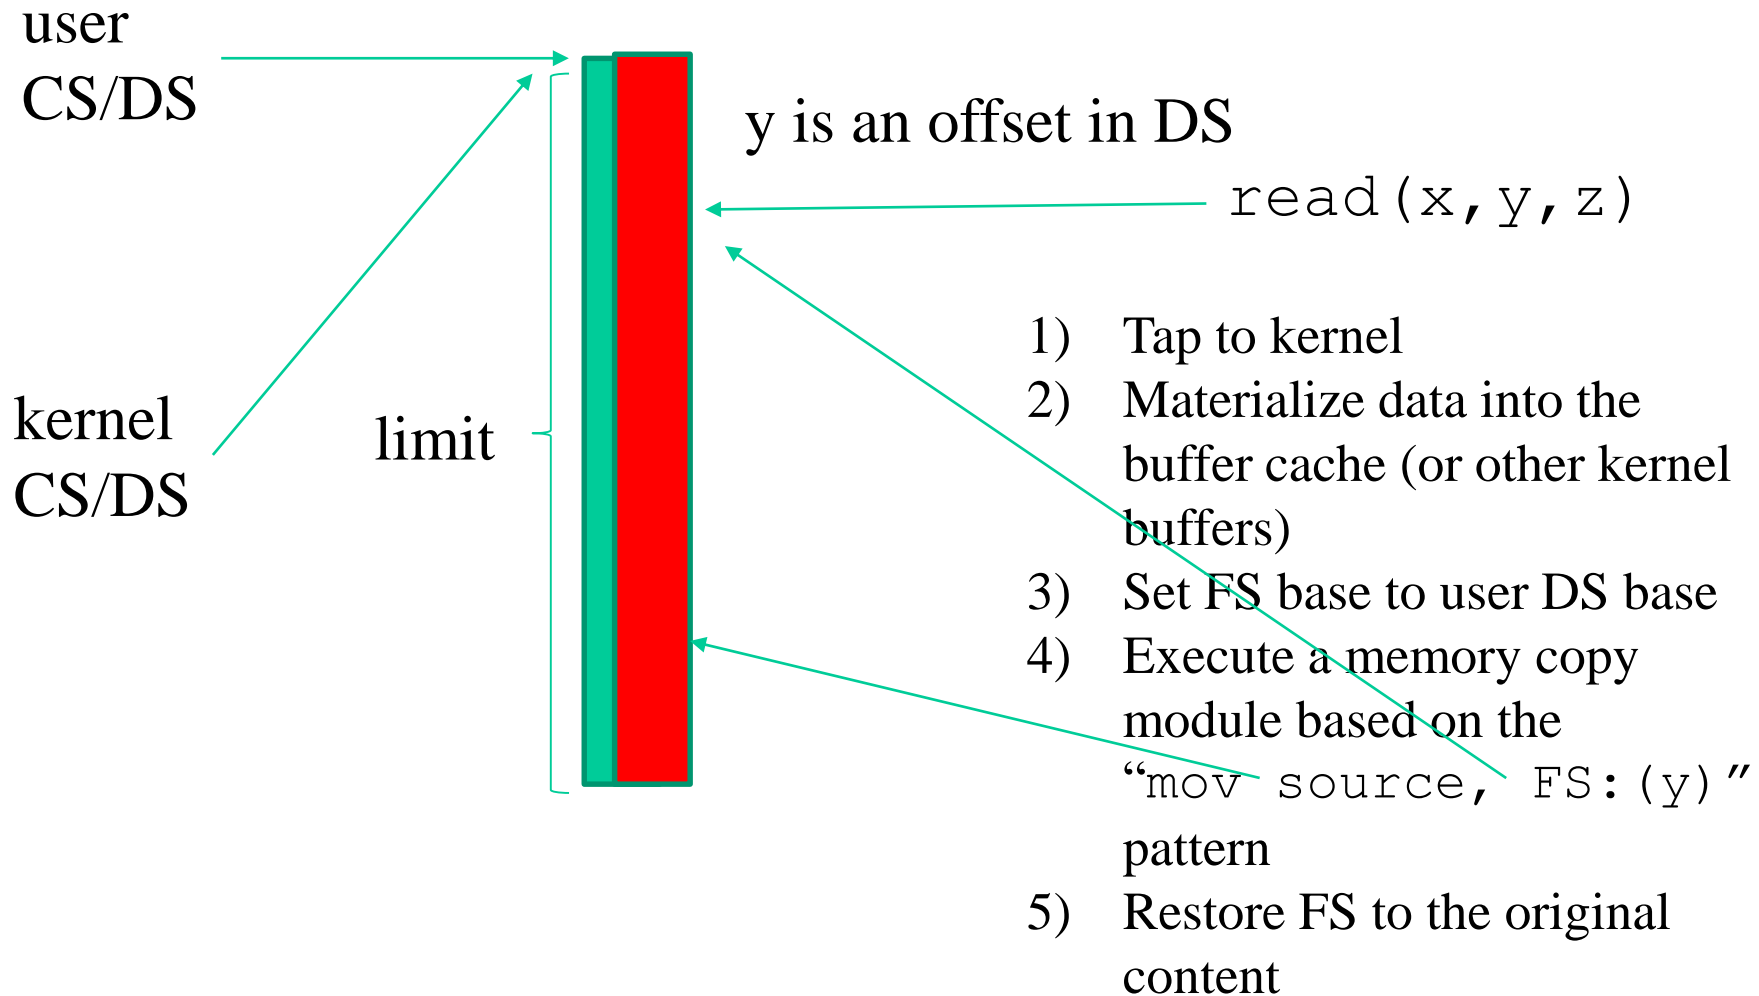 user
CS/DS
y is an offset in DS
read(x,y,z)
kernel
CS/DS
limit
1) Tap to kernel
2) Materialize data into the
buffer cache (or other kernel
buffers)
3) Set FS base to user DS base
4) Execute a memory copy
module based on the
“mov source, FS:(y)”
pattern
5) Restore FS to the original
content